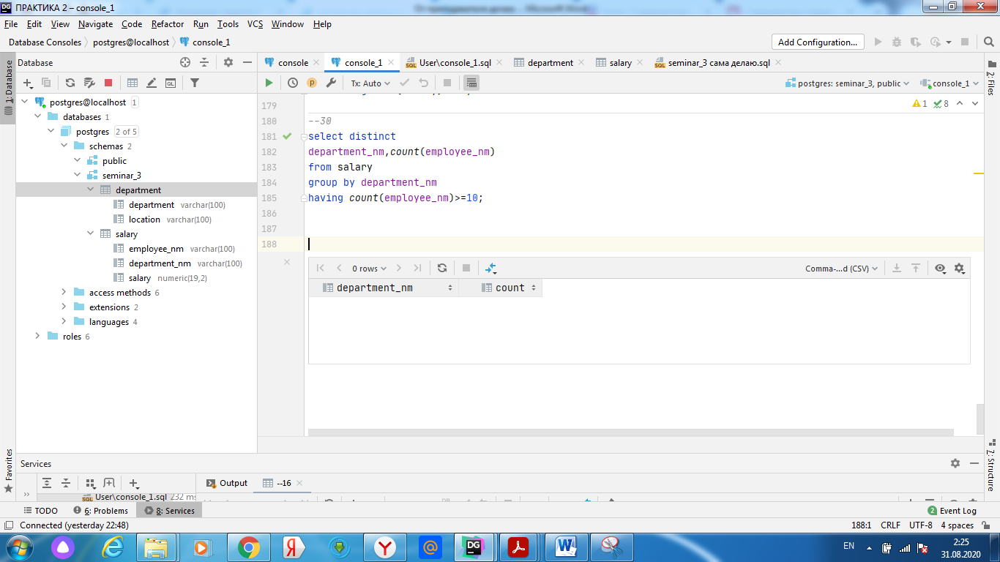 ПРАКТИКА 2 – console_1
File Edit View Navigate Code Refactor Run Tools VCS Window Help
Database Consoles postgres@localhost console_1 Add Configuration...
1: Database
Database
console console_1 User\console_1.sql department salary seminar_3 сама делаю.sql
2: Files
Tx: Auto postgres: seminar_3, public console_1
postgres@localhost 1
databases 1
postgres 2 of 5
schemas 2
public
seminar_3
department
department varchar(100)
location varchar(100)
salary
employee_nm varchar(100)
department_nm varchar(100)
salary numeric(19,2)
access methods 6
extensions 2
languages 4
roles 6
1 8
179
180 --30
181 select distinct
182 department_nm,count(employee_nm)
183 from salary
184 group by department_nm
185 having count(employee_nm)>=10;
186
187
188
0 rows Comma-...d (CSV)
department_nm count
Favorites
7: Structure
Services
Output --16
User\console_1.sql 232 ms
TODO 6: Problems 8: Services 2 Event Log
Connected (yesterday 22:48) 188:1 CRLF UTF-8 4 spaces
EN 2:25
31.08.2020